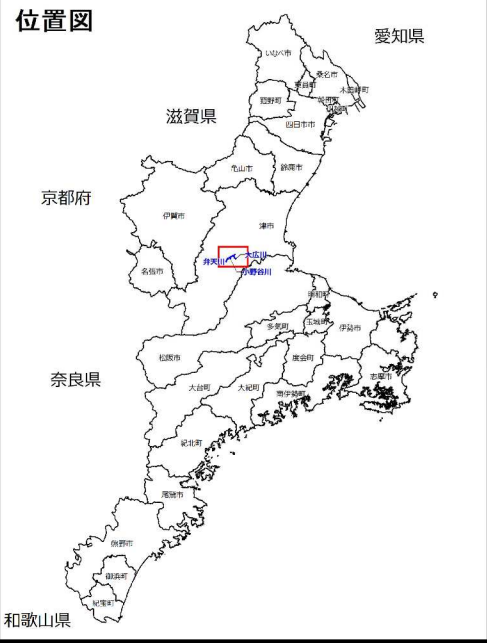 位置図
愛知県
いなべ市
桑名市
東員町
木曽岬町
菰野町
朝日町
川越町
四日市市
滋賀県
亀山市
鈴鹿市
京都府
伊賀市
津市
大広川
弁天川
小野谷川
名張市
明和町
玉城町
伊勢市
多気町
松阪市
度会町
志摩市
奈良県
大台町
大紀町
南伊勢町
紀北町
尾鷲市
熊野市
御浜町
紀宝町
和歌山県